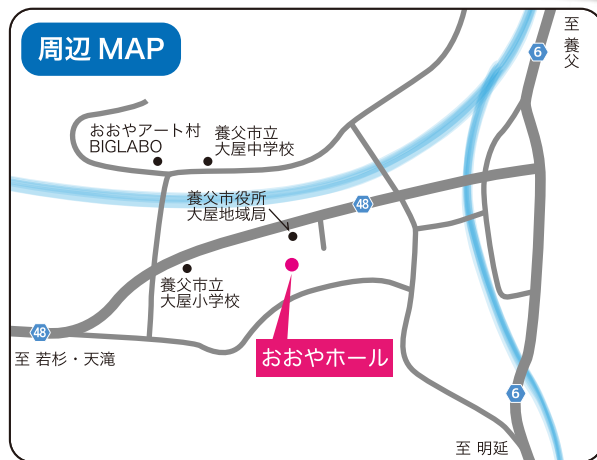 周辺 MAP
至 養父
6
おおやアート村
BIGLABO
養父市立
大屋中学校
養父市役所
大屋地域局
48
養父市立
大屋小学校
48
至 若杉・天滝
おおやホール
6
至 明延